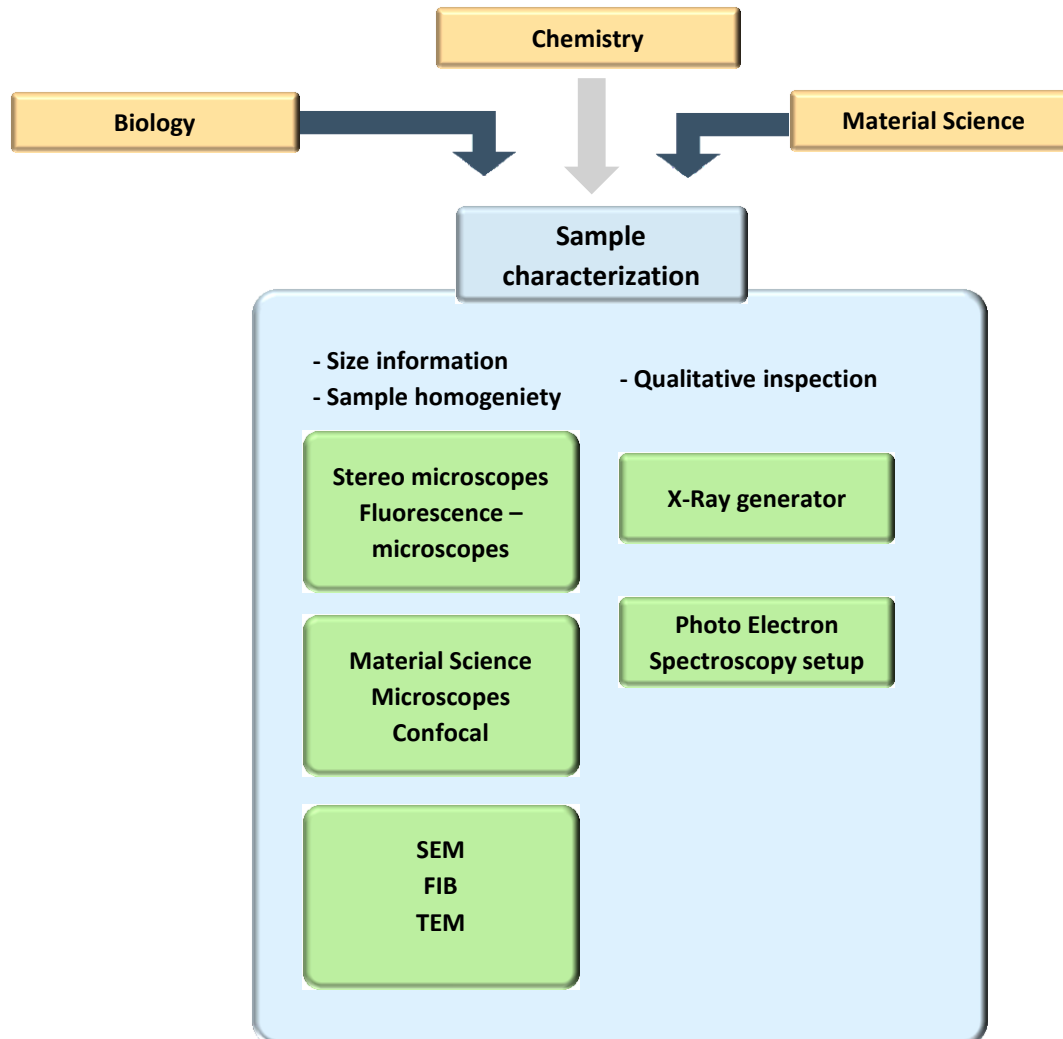 Chemistry
Biology
Material Science
Sample
characterization
- Size information
- Sample homogeniety
- Qualitative inspection
Stereo microscopes
Fluorescence –
microscopes
X-Ray generator
Material Science
Microscopes
Confocal
Photo Electron
Spectroscopy setup
SEM
FIB
TEM